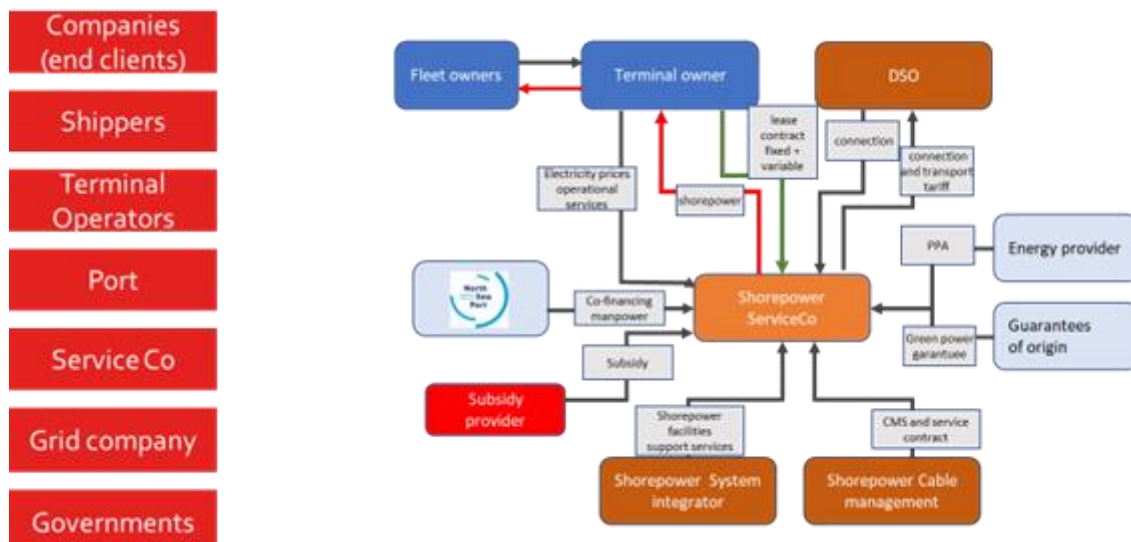 Companies
(end clients)
Shippers
Terminal
Operators
Port
Service Co
Grid company
Governments
Fleet owners
Terminal owner
DSO
lease
contract
fixed +
variable
connection
connection
and transport
tariff
Electricity prices
operational
services
shorepower
PPA
Energy provider
North
Sea
Port
Co-financing
manpower
Shorepower
ServiceCo
Green power
garantuee
Guarantees
of origin
Subsidy
Subsidy
provider
Shorepower
facilities
support services
CMS and service
contract
Shorepower System
integrator
Shorepower Cable
management